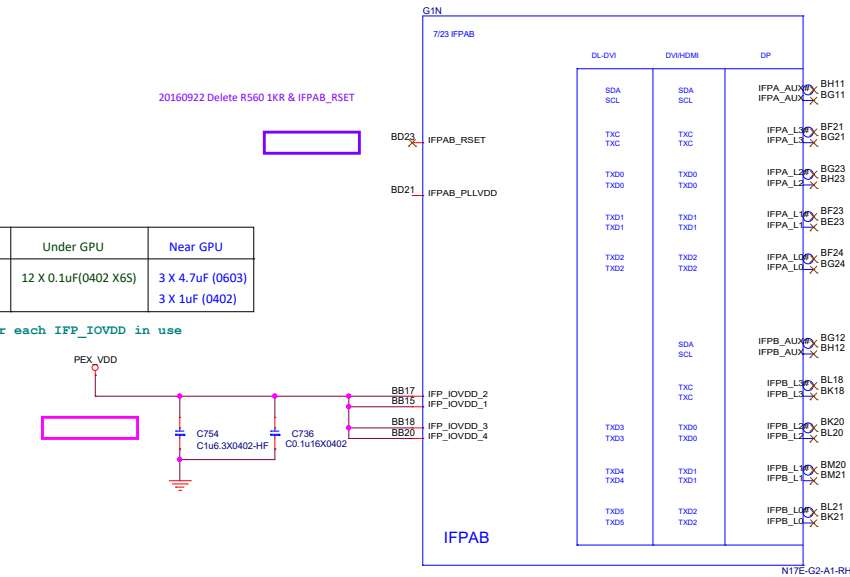 G1N
7/23 IFPAB
DL-DVI DVI/HDMI DP
20160922 Delete R560 1KR & IFPAB_RSET
SDA SDA IFPA_AUX# BH11
SCL SCL IFPA_AUX BG11
BD23 IFPAB_RSET
TXC TXC IFPA_L3# BF21
TXC TXC IFPA_L3 BG21
TXD0 TXD0 IFPA_L2# BG23
TXD0 TXD0 IFPA_L2 BH23
BD21 IFPAB_PLLVDD
TXD1 TXD1 IFPA_L1# BF23
TXD1 TXD1 IFPA_L1 BE23
Under GPU Near GPU
TXD2 TXD2 IFPA_L0# BF24
TXD2 TXD2 IFPA_L0 BG24
12 X 0.1uF(0402 X6S) 3 X 4.7uF (0603)
3 X 1uF (0402)
r each IFP_IOVDD in use
SDA IFPB_AUX# BG12
SCL IFPB_AUX BH12
PEX_VDD
TXC IFPB_L3# BL18
TXC IFPB_L3 BK18
BB17 IFP_IOVDD_2
BB15 IFP_IOVDD_1
BB18 IFP_IOVDD_3
BB20 IFP_IOVDD_4
TXD3 TXD0 IFPB_L2# BK20
TXD3 TXD0 IFPB_L2 BL20
C754 C736
C1u6.3X0402-HF C0.1u16X0402
TXD4 TXD1 IFPB_L1# BM20
TXD4 TXD1 IFPB_L1 BM21
TXD5 TXD2 IFPB_L0# BL21
TXD5 TXD2 IFPB_L0 BK21
IFPAB
N17E-G2-A1-RH